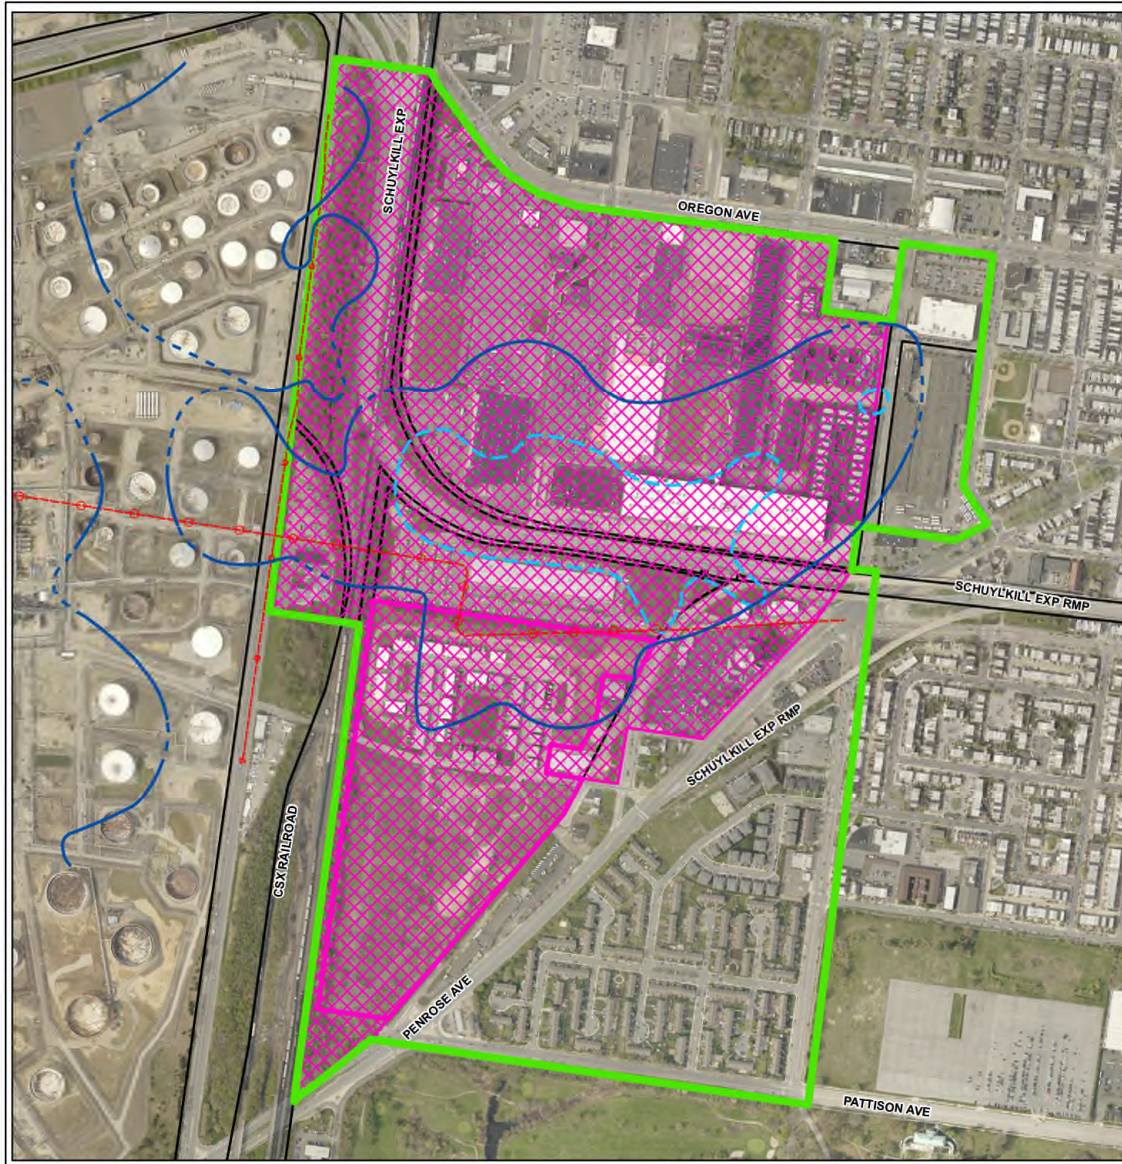 SCHUYLKILL EXP
OREGON AVE
SCHUYLKILL EXP RMP
SCHUYLKILL EXP RMP
CSX RAILROAD
PENROSE AVE
PATTISON AVE